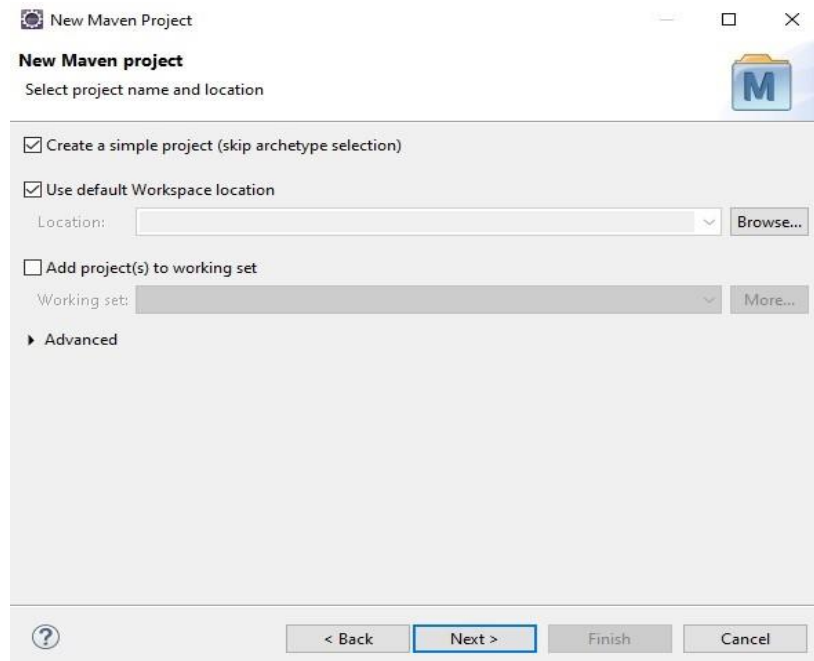 New Maven Project
New Maven project
Select project name and location
M
Create a simple project (skip archetype selection)
Use default Workspace location
Location:
Browse...
Add project(s) to working set
Working set:
More...
Advanced
?
< Back
Next >
Finish
Cancel